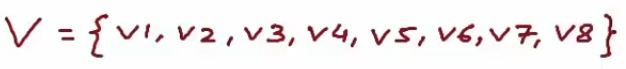 V = { v1, v2, v3, v4, v5, v6, v7, v8 }